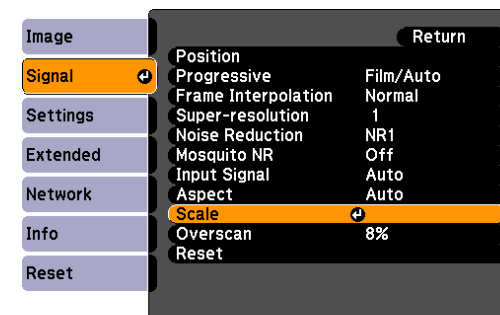 Image
Signal
Settings
Extended
Network
Info
Reset
Return
Position
Progressive Film/Auto
Frame Interpolation Normal
Super-resolution 1
Noise Reduction NR1
Mosquito NR Off
Input Signal Auto
Aspect Auto
Scale
Overscan 8%
Reset